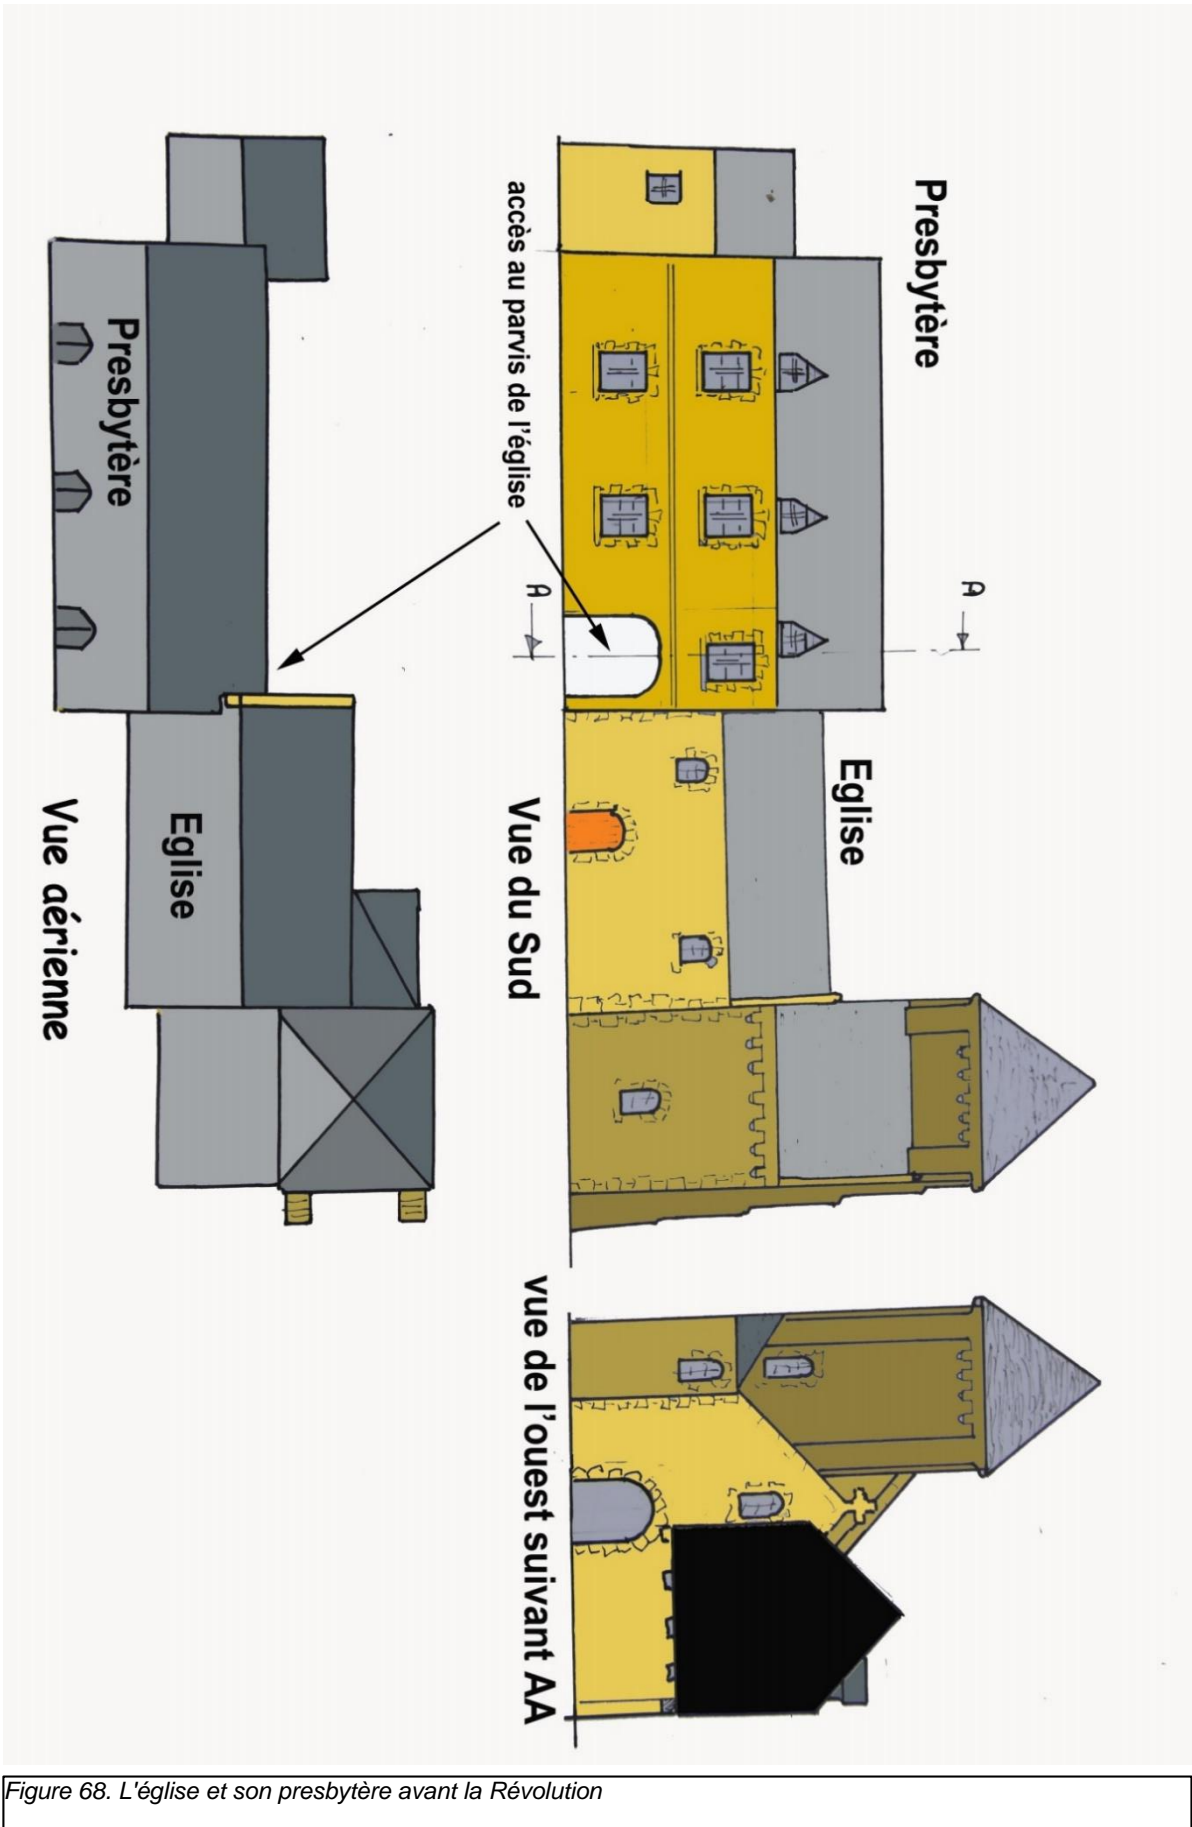 Presbytère
Eglise
A
accès au parvis de l'église
A
Vue du Sud
vue de l'ouest suivant AA
Presbytère
Eglise
Vue aérienne
Figure 68. L'église et son presbytère avant la Révolution